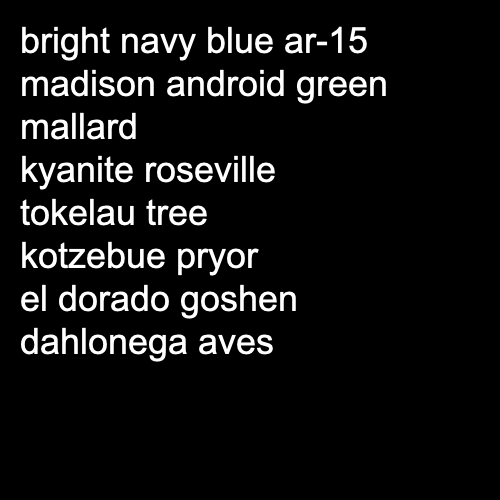 bright navy blue ar-15
madison android green
mallard
kyanite roseville
tokelau tree
kotzebue pryor
el dorado goshen
dahlonega aves